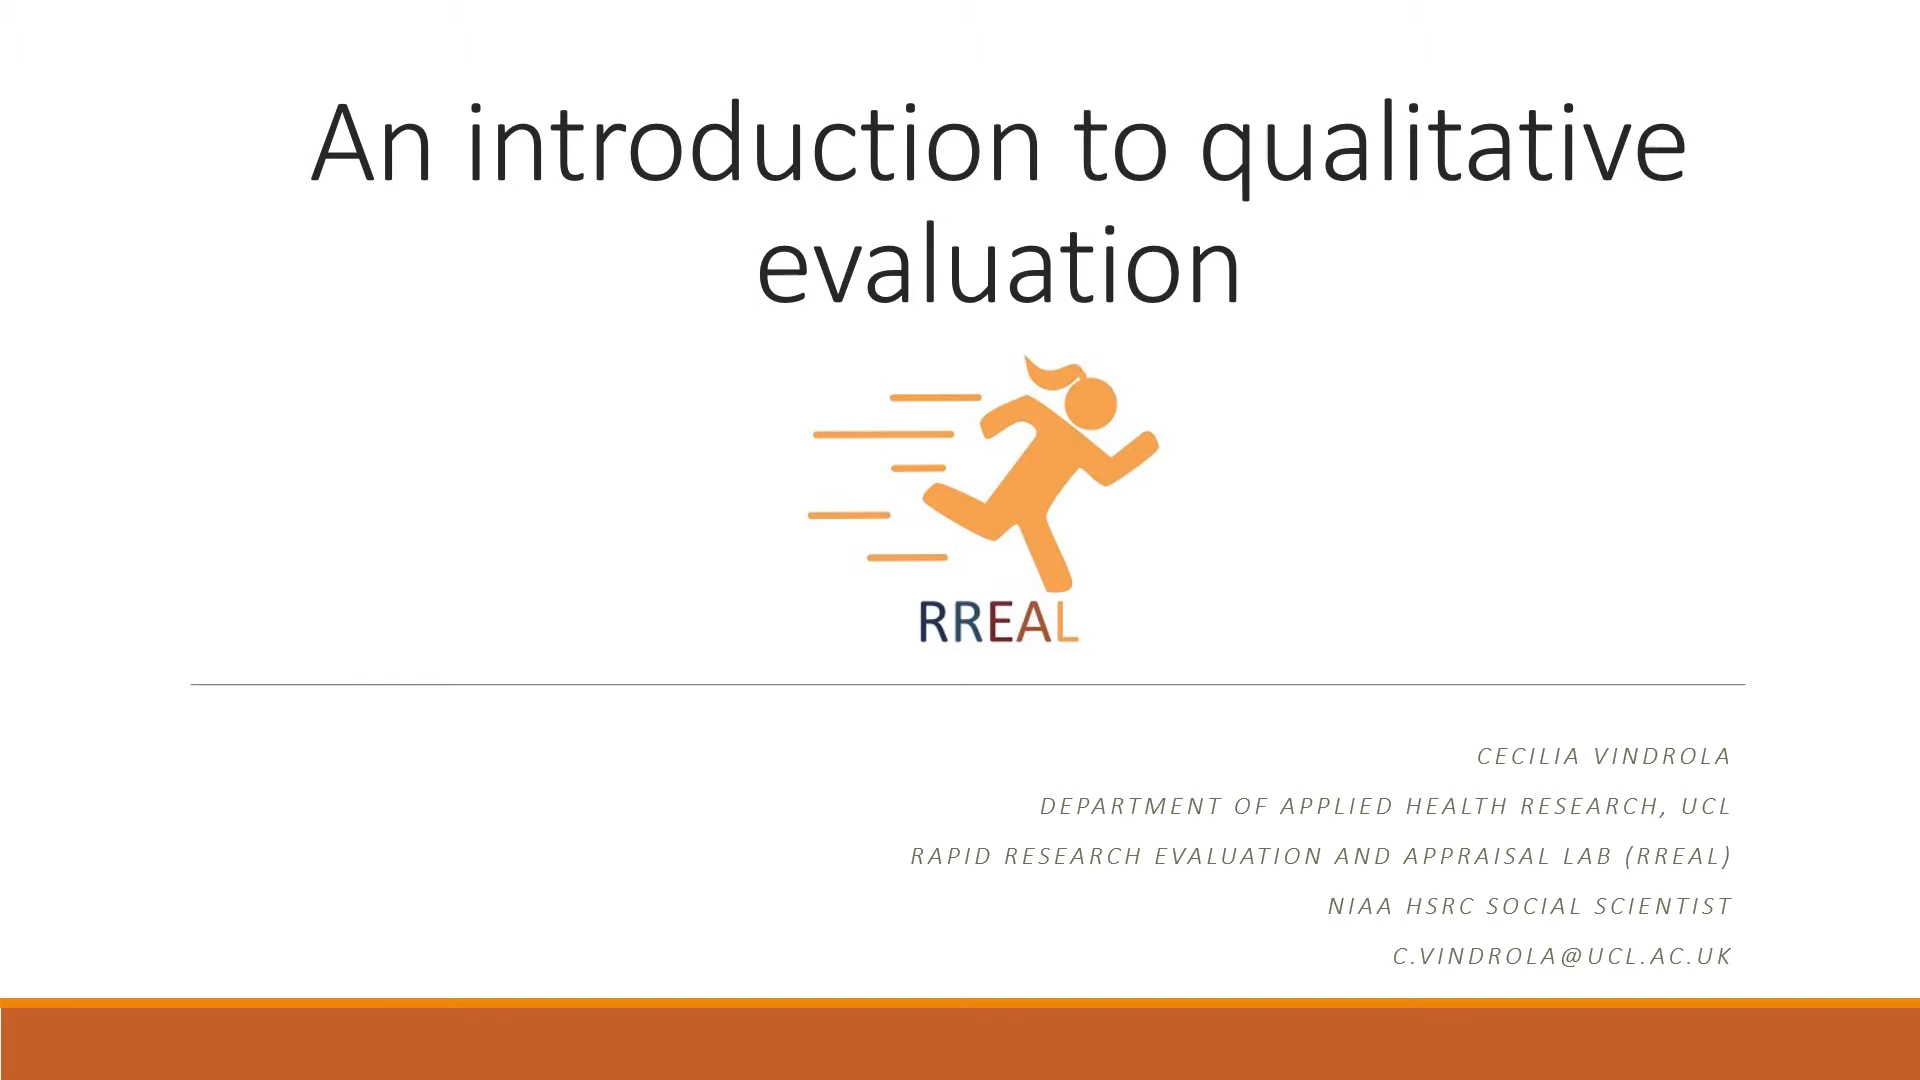 An introduction to qualitative
evaluation
RREAL
CECILIA VINDROLA
DEPARTMENT OF APPLIED HEALTH RESEARCH, UCL
RAPID RESEARCH EVALUATION AND APPRAISAL LAB (RREAL)
NIAA HSRC SOCIAL SCIENTIST
C.VINDROLA@UCL.AC.UK